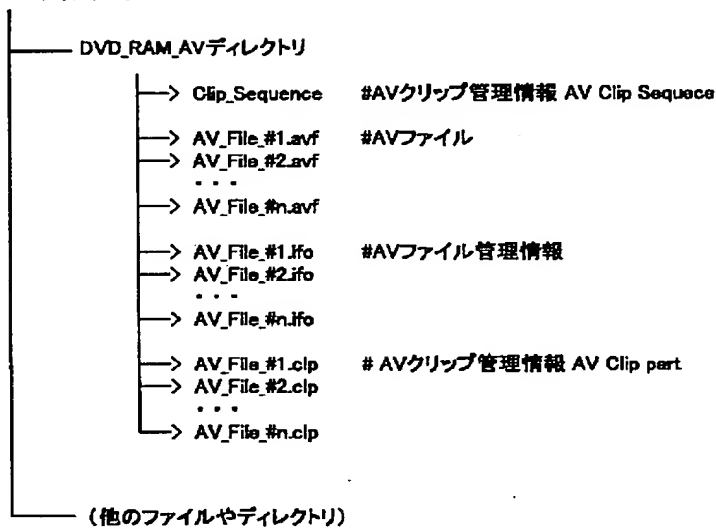 DVD_RAM_AVディレクトリ
Clip_Sequence #AVクリップ管理情報 AV Clip Sequece
AV_File_#1.avf #AVファイル
AV_File_#2.avf
・・・
AV_File_#n.avf
AV_File_#1.ifo #AVファイル管理情報
AV_File_#2.ifo
・・・
AV_File_#n.ifo
AV_File_#1.clp # AVクリップ管理情報 AV Clip part
AV_File_#2.clp
・・・
AV_File_#n.clp
(他のファイルやディレクトリ)